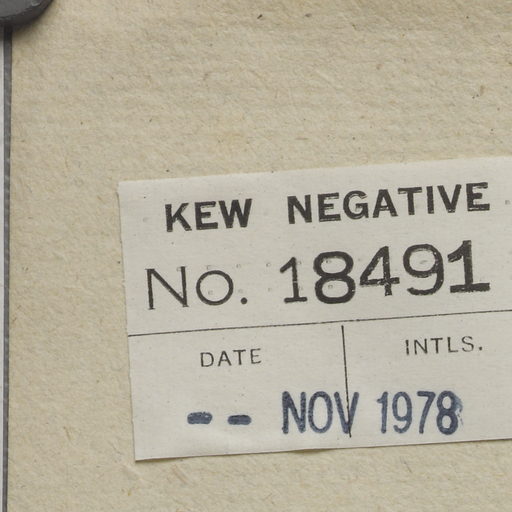 KEW NEGATIVE
No. 18491
DATE INTLS.
-- NOV 1978